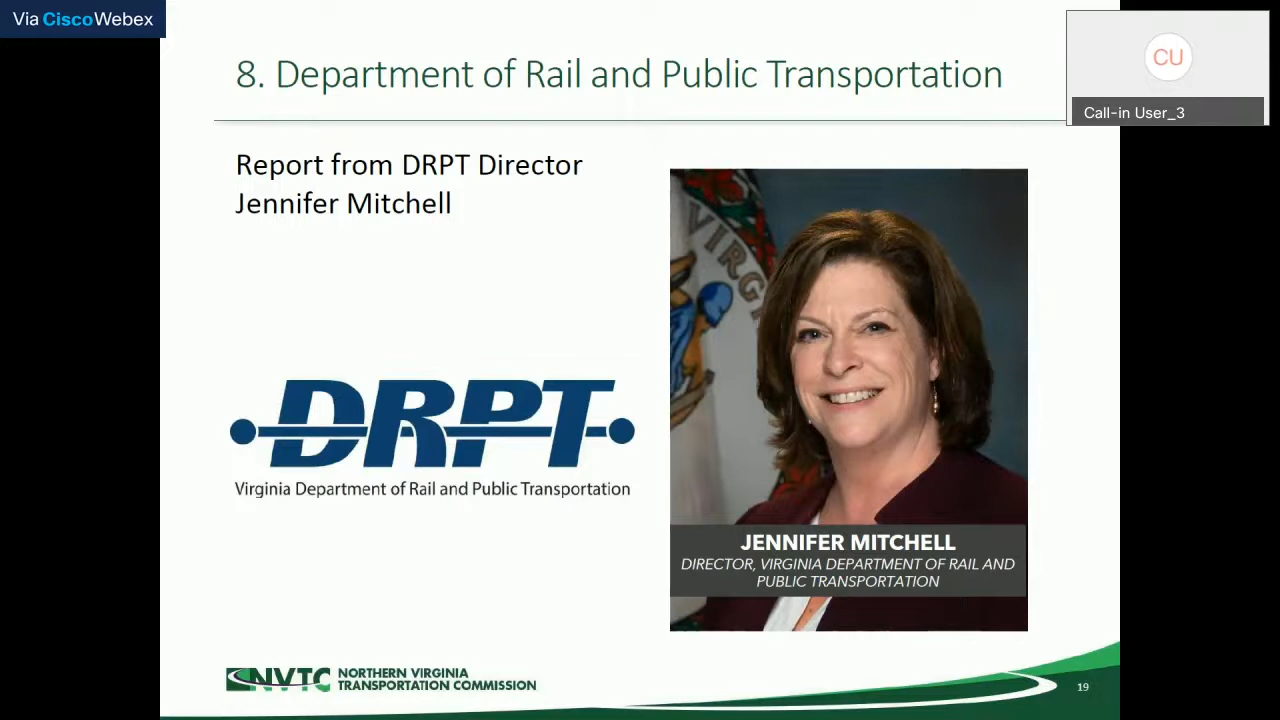 Via CiscoWebex
8. Department of Rail and Public Transportation
CU
Call-in User_3
Report from DRPT Director
Jennifer Mitchell
VIRG
DRPT
Virginia Department of Rail and Public Transportation
JENNIFER MITCHELL
DIRECTOR, VIRGINIA DEPARTMENT OF RAIL AND
PUBLIC TRANSPORTATION
NVTC
NORTHERN VIRGINIA
TRANSPORTATION COMMISSION
19